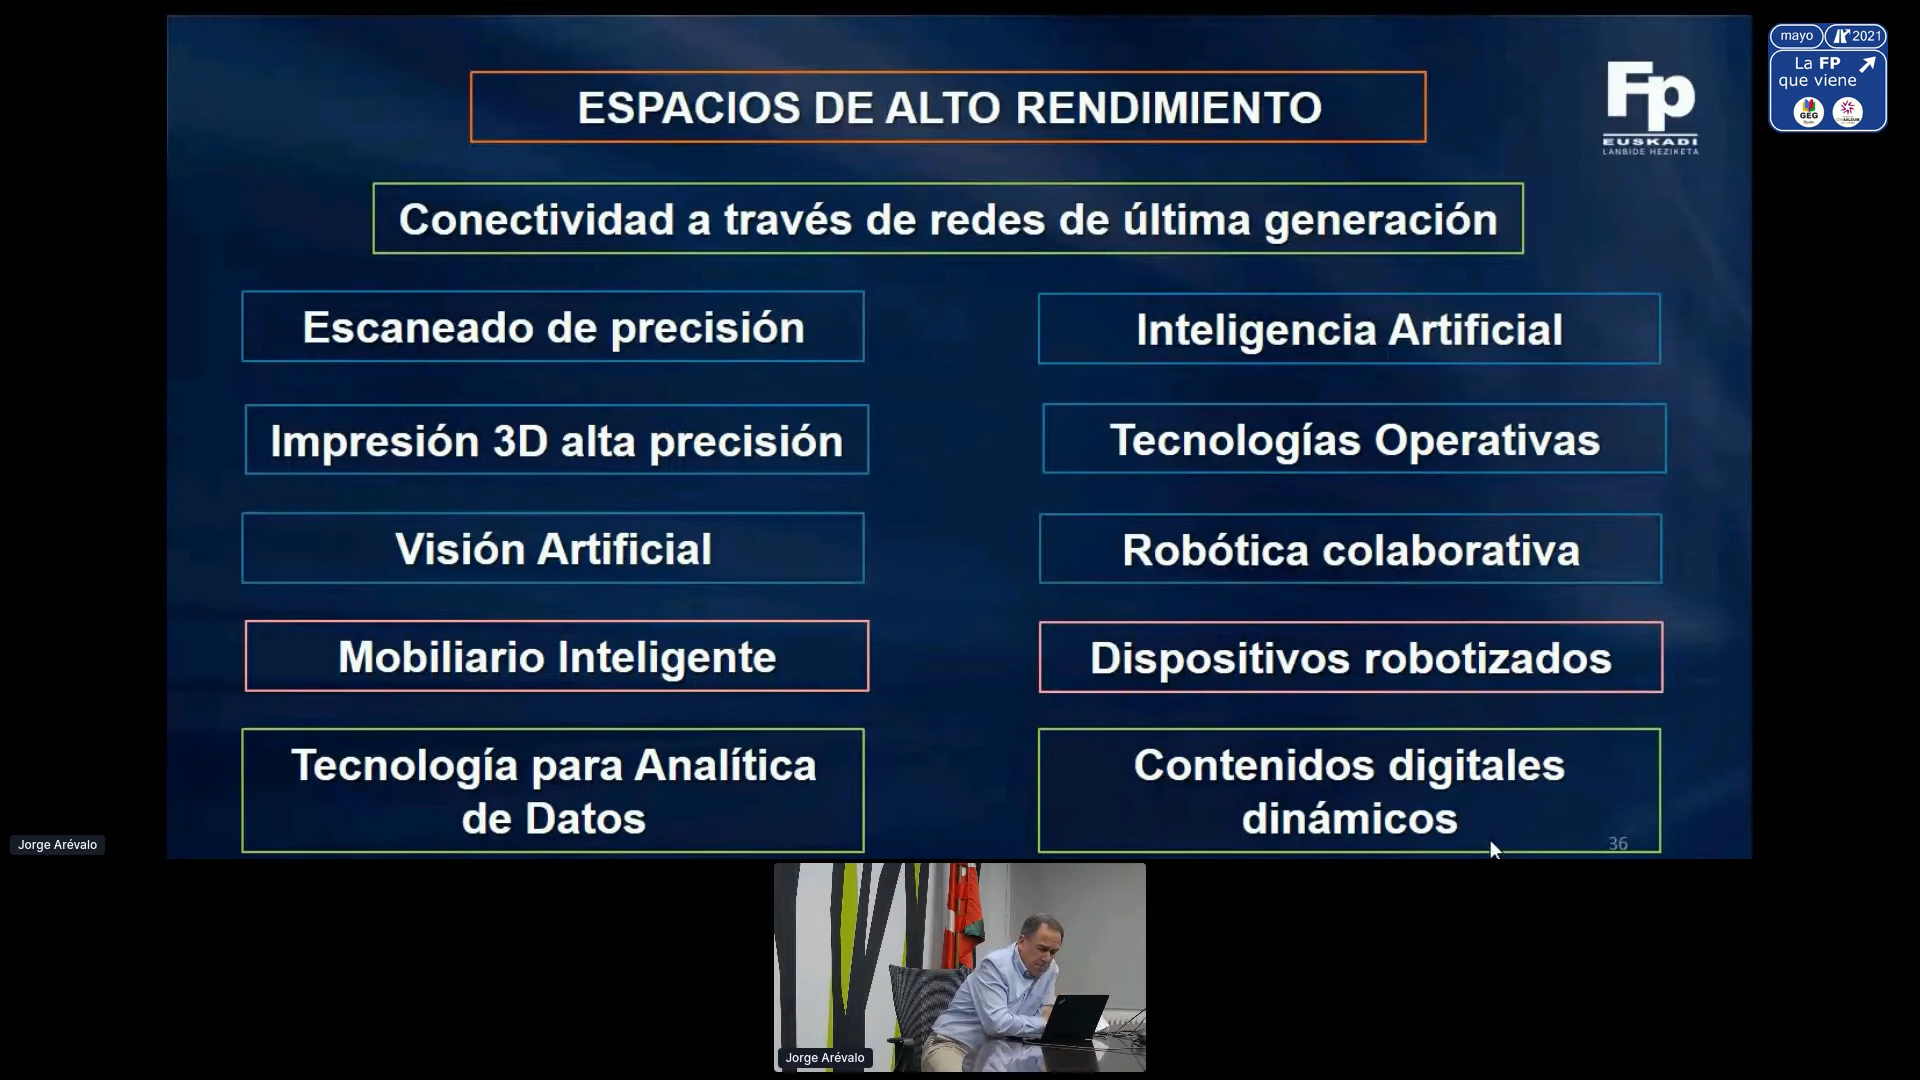 ESPACIOS DE ALTO RENDIMIENTO
Fp
EUSKADI
LANBIDE HEZIKETA
mayo
2021
La FP
que viene
GEG
Conectividad a través de redes de última generación
Escaneado de precisión
Inteligencia Artificial
Impresión 3D alta precisión
Tecnologías Operativas
Visión Artificial
Robótica colaborativa
Mobiliario Inteligente
Dispositivos robotizados
Tecnología para Analítica
de Datos
Contenidos digitales
dinámicos
36
Jorge Arévalo
Jorge Arévalo